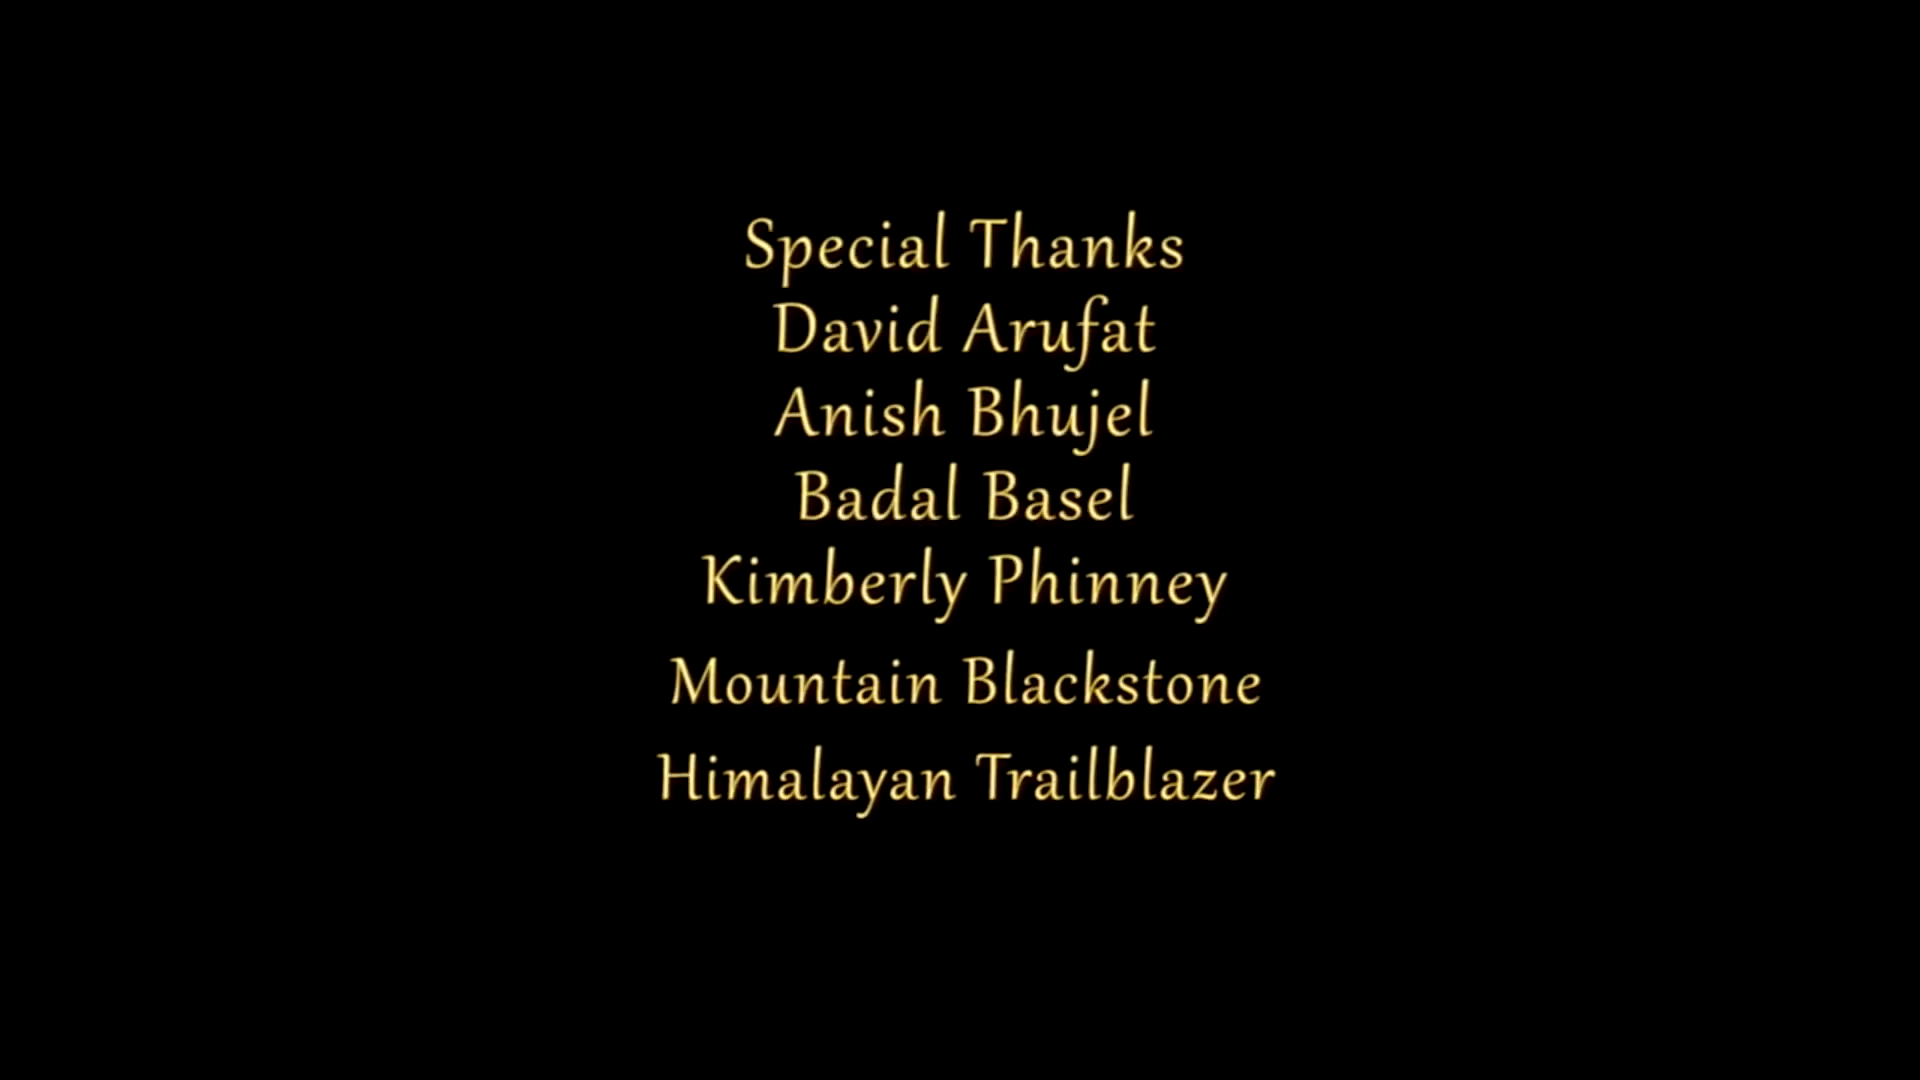 Special Thanks
David Arufat
Anish Bhujel
Badal Basel
Kimberly Phinney
Mountain Blackstone
Himalayan Trailblazer